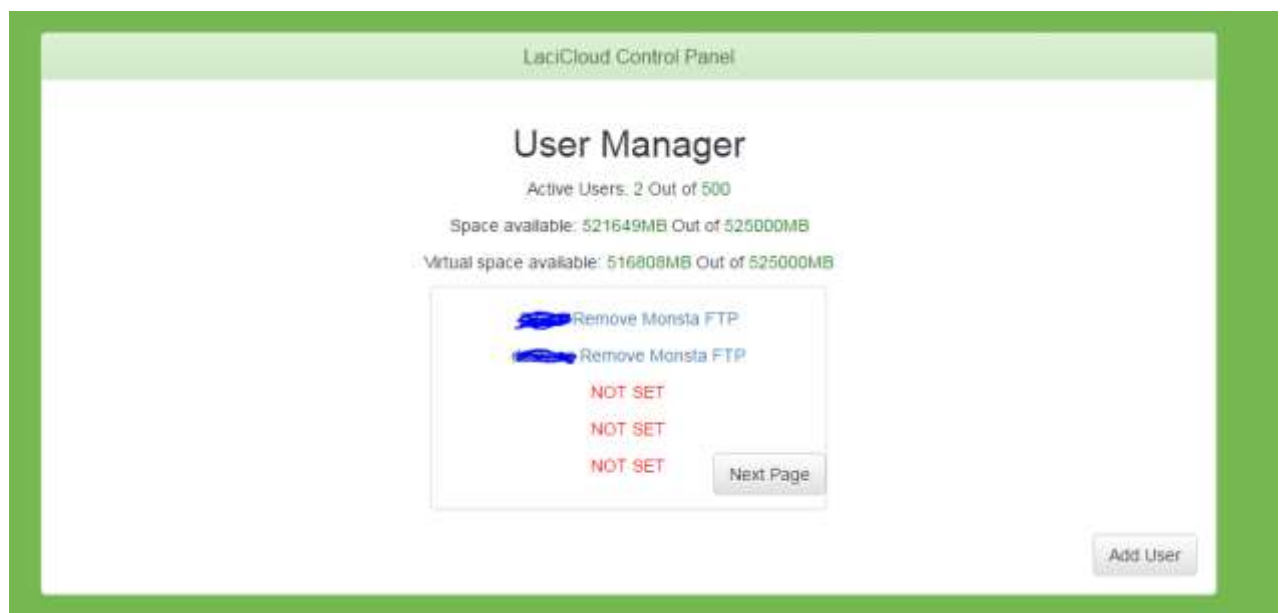 LaciCloud Control Panel
User Manager
Active Users: 2 Out of 500
Space available: 521649MB Out of 525000MB
Virtual space available: 516808MB Out of 525000MB
Remove Monsta FTP
Remove Monsta FTP
NOT SET
NOT SET
NOT SET
Next Page
Add User